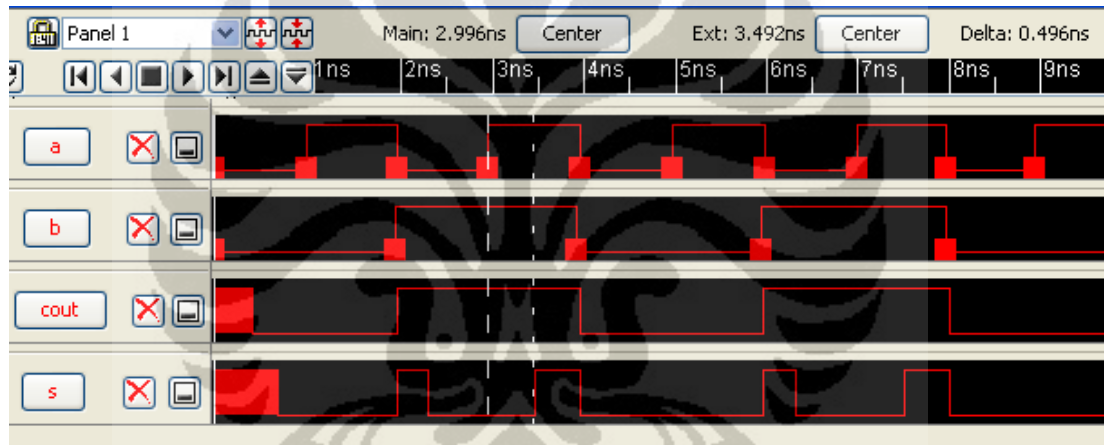 Panel 1 Main: 2.996ns Center Ext: 3.492ns Center Delta: 0.496ns
1ns 2ns 3ns 4ns 5ns 6ns 7ns 8ns 9ns
a
b
cout
s